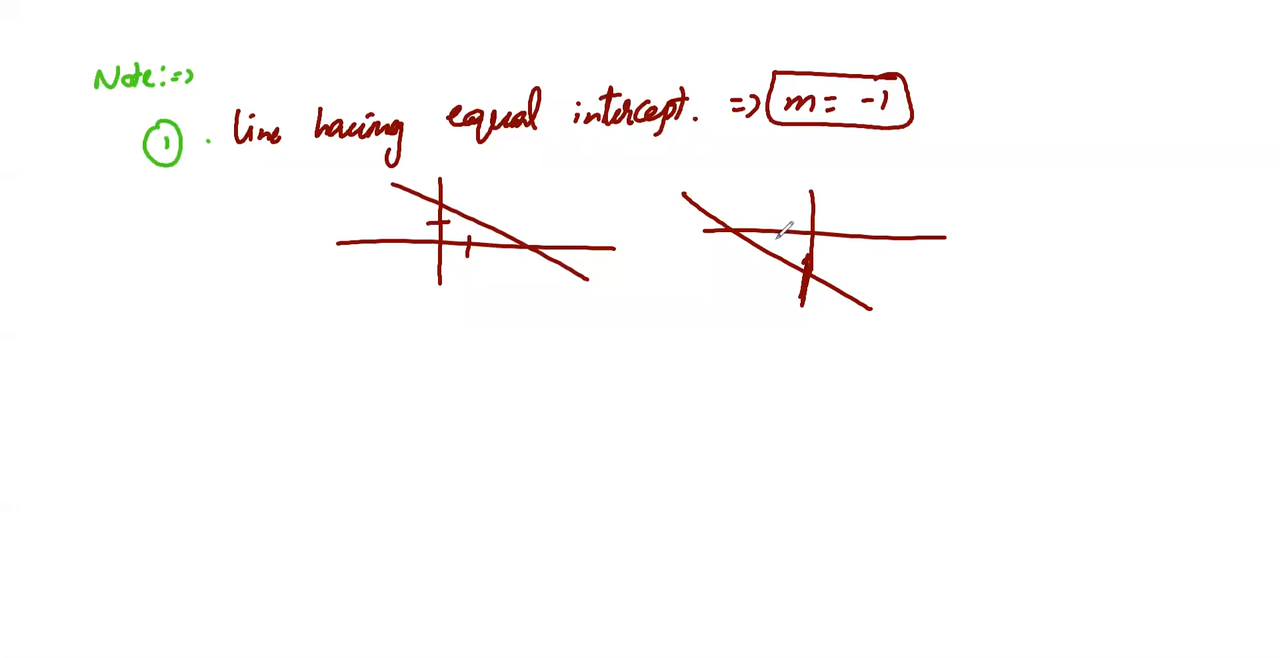 Note:=>
① . line having equal intercept. => m = -1